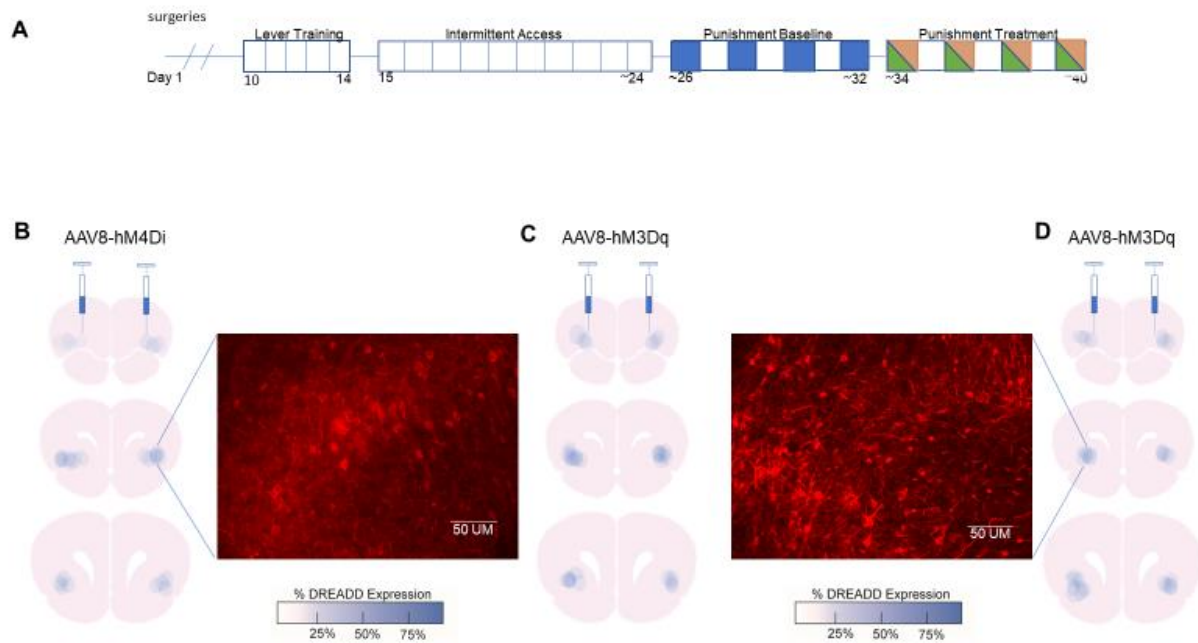 A
surgeries
Lever Training
Intermittent Access
Punishment Baseline
Punishment Treatment
Day 1
10
14
15
~24
~26
~32
~34
~40
B
AAV8-hM4Di
C
AAV8-hM3Dq
D
AAV8-hM3Dq
50 UM
50 UM
% DREADD Expression
25% 50% 75%
% DREADD Expression
25% 50% 75%